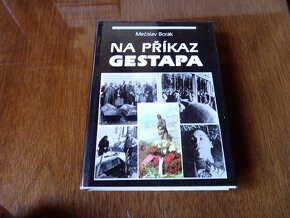 Mečislav Borák
NA PŘÍKAZ
GESTAPA